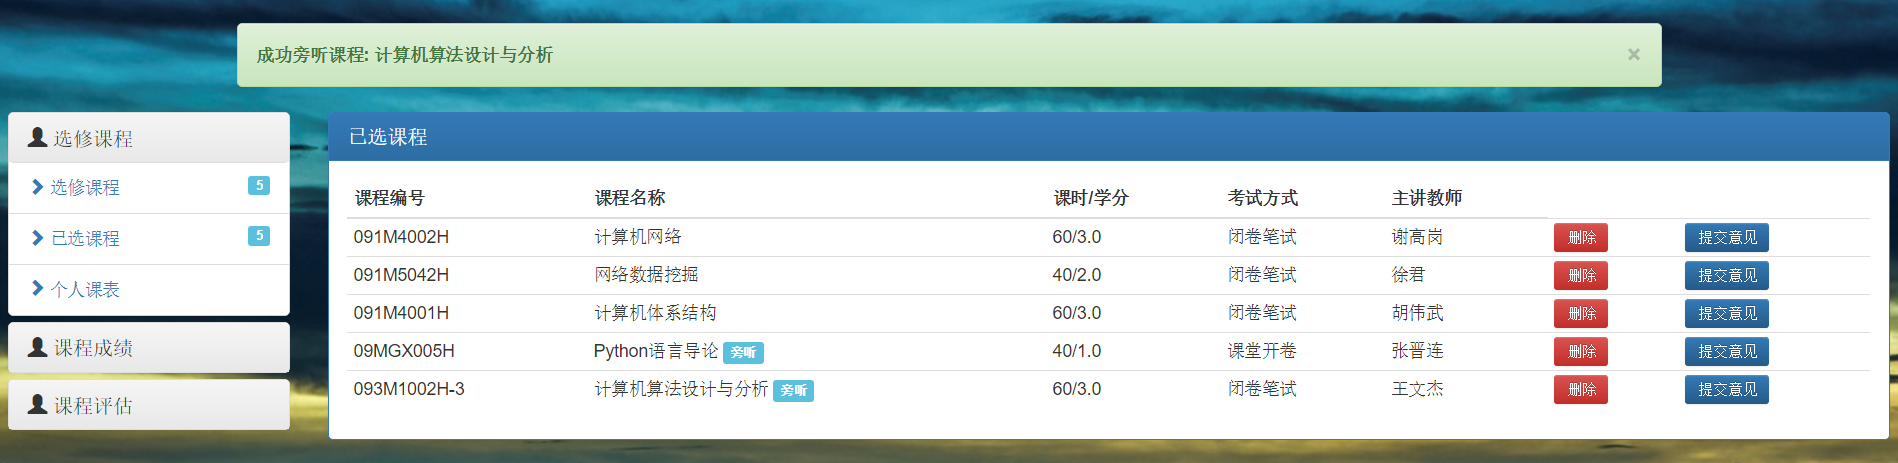 成功旁听课程: 计算机算法设计与分析 ×
选修课程
选修课程 5
已选课程 5
个人课表
课程成绩
课程评估
已选课程
课程编号 课程名称 课时/学分 考试方式 主讲教师
091M4002H 计算机网络 60/3.0 闭卷笔试 谢高岗 删除 提交意见
091M5042H 网络数据挖掘 40/2.0 闭卷笔试 徐君 删除 提交意见
091M4001H 计算机体系结构 60/3.0 闭卷笔试 胡伟武 删除 提交意见
09MGX005H Python语言导论 旁听 40/1.0 课堂开卷 张晋连 删除 提交意见
093M1002H-3 计算机算法设计与分析 旁听 60/3.0 闭卷笔试 王文杰 删除 提交意见